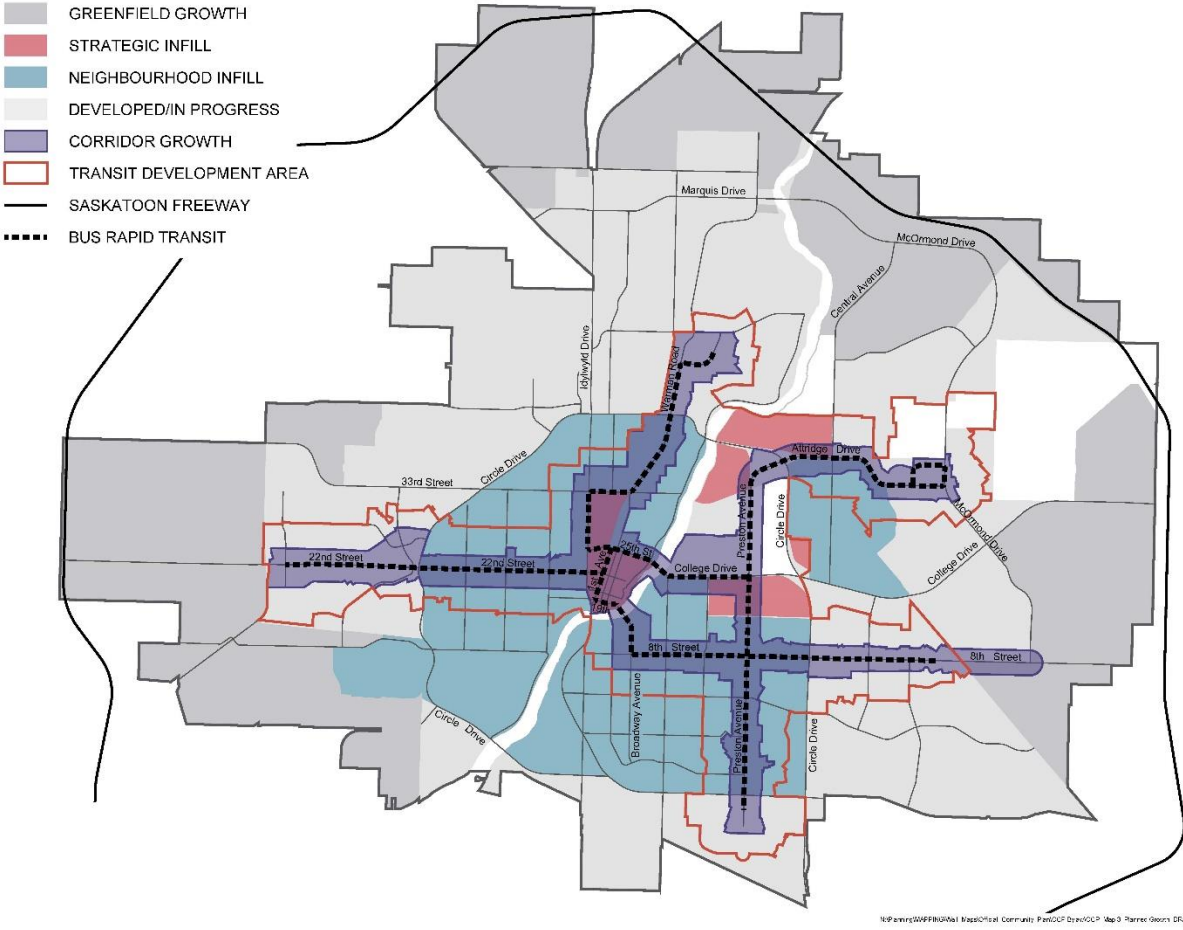 GREENFIELD GROWTH
STRATEGIC INFILL
NEIGHBOURHOOD INFILL
DEVELOPED/IN PROGRESS
CORRIDOR GROWTH
TRANSIT DEVELOPMENT AREA
SASKATOON FREEWAY
BUS RAPID TRANSIT
Marquis Drive
McOrmond Drive
Central Avenue
Idylwyld Drive
Warman Road
Circle Drive
33rd Street
Attridge Drive
Preston Avenue
Circle Drive
McOrmond Drive
22nd Street
22nd Street
1st Ave
25th St
College Drive
College Drive
8th Street
8th Street
Broadway Avenue
Preston Avenue
Circle Drive
Circle Drive